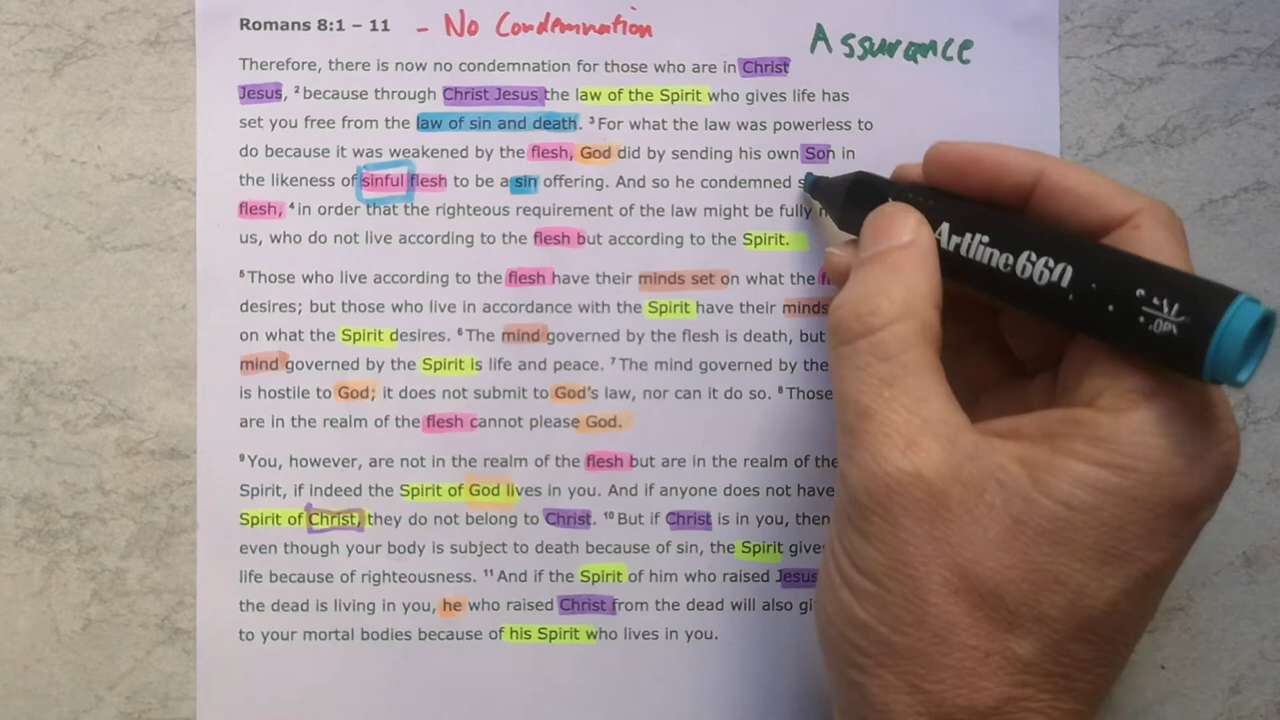 Romans 8:1 – 11 - No Condemnation
Assurance
Therefore, there is now no condemnation for those who are in Christ
Jesus, ² because through Christ Jesus the law of the Spirit who gives life has
set you free from the law of sin and death. ³ For what the law was powerless to
do because it was weakened by the flesh, God did by sending his own Son in
the likeness of sinful flesh to be a sin offering. And so he condemned s
flesh, ⁴ in order that the righteous requirement of the law might be fully
us, who do not live according to the flesh but according to the Spirit.
⁵ Those who live according to the flesh have their minds set on what the
desires; but those who live in accordance with the Spirit have their minds
on what the Spirit desires. ⁶ The mind governed by the flesh is death, but
mind governed by the Spirit is life and peace. ⁷ The mind governed by the
is hostile to God; it does not submit to God's law, nor can it do so. ⁸ Those
are in the realm of the flesh cannot please God.
⁹ You, however, are not in the realm of the flesh but are in the realm of the
Spirit, if indeed the Spirit of God lives in you. And if anyone does not have
Spirit of Christ, they do not belong to Christ. ¹⁰ But if Christ is in you, then
even though your body is subject to death because of sin, the Spirit gives
life because of righteousness. ¹¹ And if the Spirit of him who raised Jesus
the dead is living in you, he who raised Christ from the dead will also gi
to your mortal bodies because of his Spirit who lives in you.
Artline 660